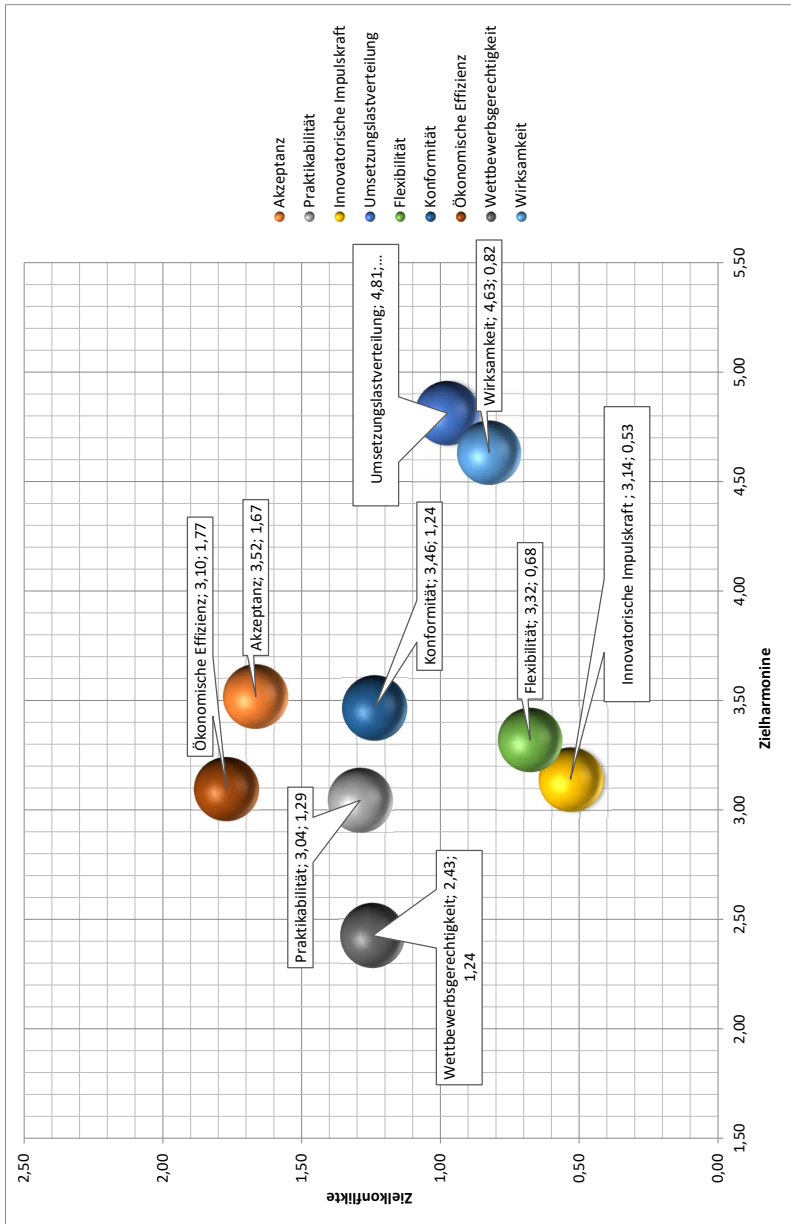 2,50
2,00
1,50
1,00
0,50
0,00
Zielkonflikte
1,50
2,00
2,50
3,00
3,50
4,00
4,50
5,00
5,50
Zielharmonine
Ökonomische Effizienz; 3,10; 1,77
Akzeptanz; 3,52; 1,67
Praktikabilität; 3,04; 1,29
Konformität; 3,46; 1,24
Wettbewerbsgerechtigkeit; 2,43;
1,24
Umsetzungslastverteilung; 4,81;...
Wirksamkeit; 4,63; 0,82
Flexibilität; 3,32; 0,68
Innovatorische Impulskraft ; 3,14; 0,53
Akzeptanz
Praktikabilität
Innovatorische Impulskraft
Umsetzungslastverteilung
Flexibilität
Konformität
Ökonomische Effizienz
Wettbewerbsgerechtigkeit
Wirksamkeit